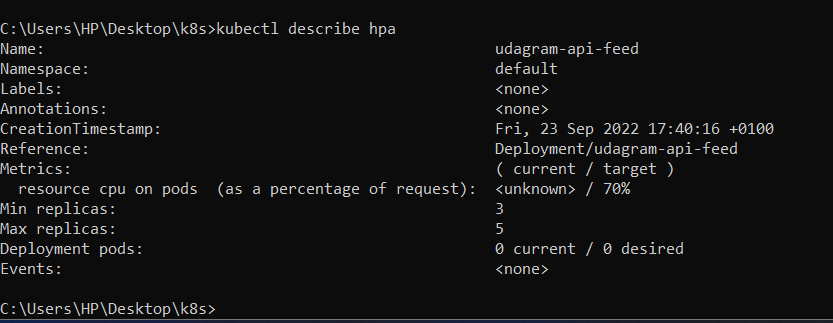 C:\Users\HP\Desktop\k8s>kubectl describe hpa
Name: udagram-api-feed
Namespace: default
Labels: <none>
Annotations: <none>
CreationTimestamp: Fri, 23 Sep 2022 17:40:16 +0100
Reference: Deployment/udagram-api-feed
Metrics: ( current / target )
  resource cpu on pods  (as a percentage of request): <unknown> / 70%
Min replicas: 3
Max replicas: 5
Deployment pods: 0 current / 0 desired
Events: <none>
C:\Users\HP\Desktop\k8s>